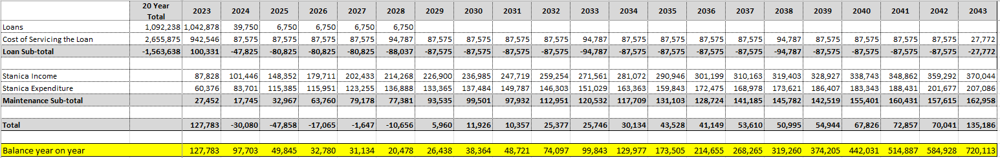 20 Year Total 2023 2024 2025 2026 2027 2028 2029 2030 2031 2032 2033 2034 2035 2036 2037 2038 2039 2040 2041 2042 2043
Loans 1,092,238 1,042,878 39,750 6,750 6,750 6,750 6,750
Cost of Servicing the Loan 2,655,875 942,546 87,575 87,575 87,575 87,575 94,787 87,575 87,575 87,575 87,575 94,787 87,575 87,575 87,575 87,575 94,787 87,575 87,575 87,575 87,575 27,772
Loan Sub-total -1,563,638 100,331 -47,825 -80,825 -80,825 -80,825 -88,037 -87,575 -87,575 -87,575 -87,575 -94,787 -87,575 -87,575 -87,575 -87,575 -94,787 -87,575 -87,575 -87,575 -87,575 -27,772
Stanica Income 87,828 101,446 148,352 179,711 202,433 214,268 226,900 236,985 247,719 259,254 271,561 281,072 290,946 301,199 310,163 319,403 328,927 338,743 348,862 359,292 370,044
Stanica Expenditure 60,376 83,701 115,385 115,951 123,255 136,888 133,365 137,484 149,787 146,303 151,029 163,363 159,843 172,475 168,978 173,621 186,407 183,343 188,431 201,677 207,086
Maintenance Sub-total 27,452 17,745 32,967 63,760 79,178 77,381 93,535 99,501 97,932 112,951 120,532 117,709 131,103 128,724 141,185 145,782 142,519 155,401 160,431 157,615 162,958
Total 127,783 -30,080 -47,858 -17,065 -1,647 -10,656 5,960 11,926 10,357 25,377 25,746 30,134 43,528 41,149 53,610 50,995 54,944 67,826 72,857 70,041 135,186
Balance year on year 127,783 97,703 49,845 32,780 31,134 20,478 26,438 38,364 48,721 74,097 99,843 129,977 173,505 214,655 268,265 319,260 374,205 442,031 514,887 584,928 720,113